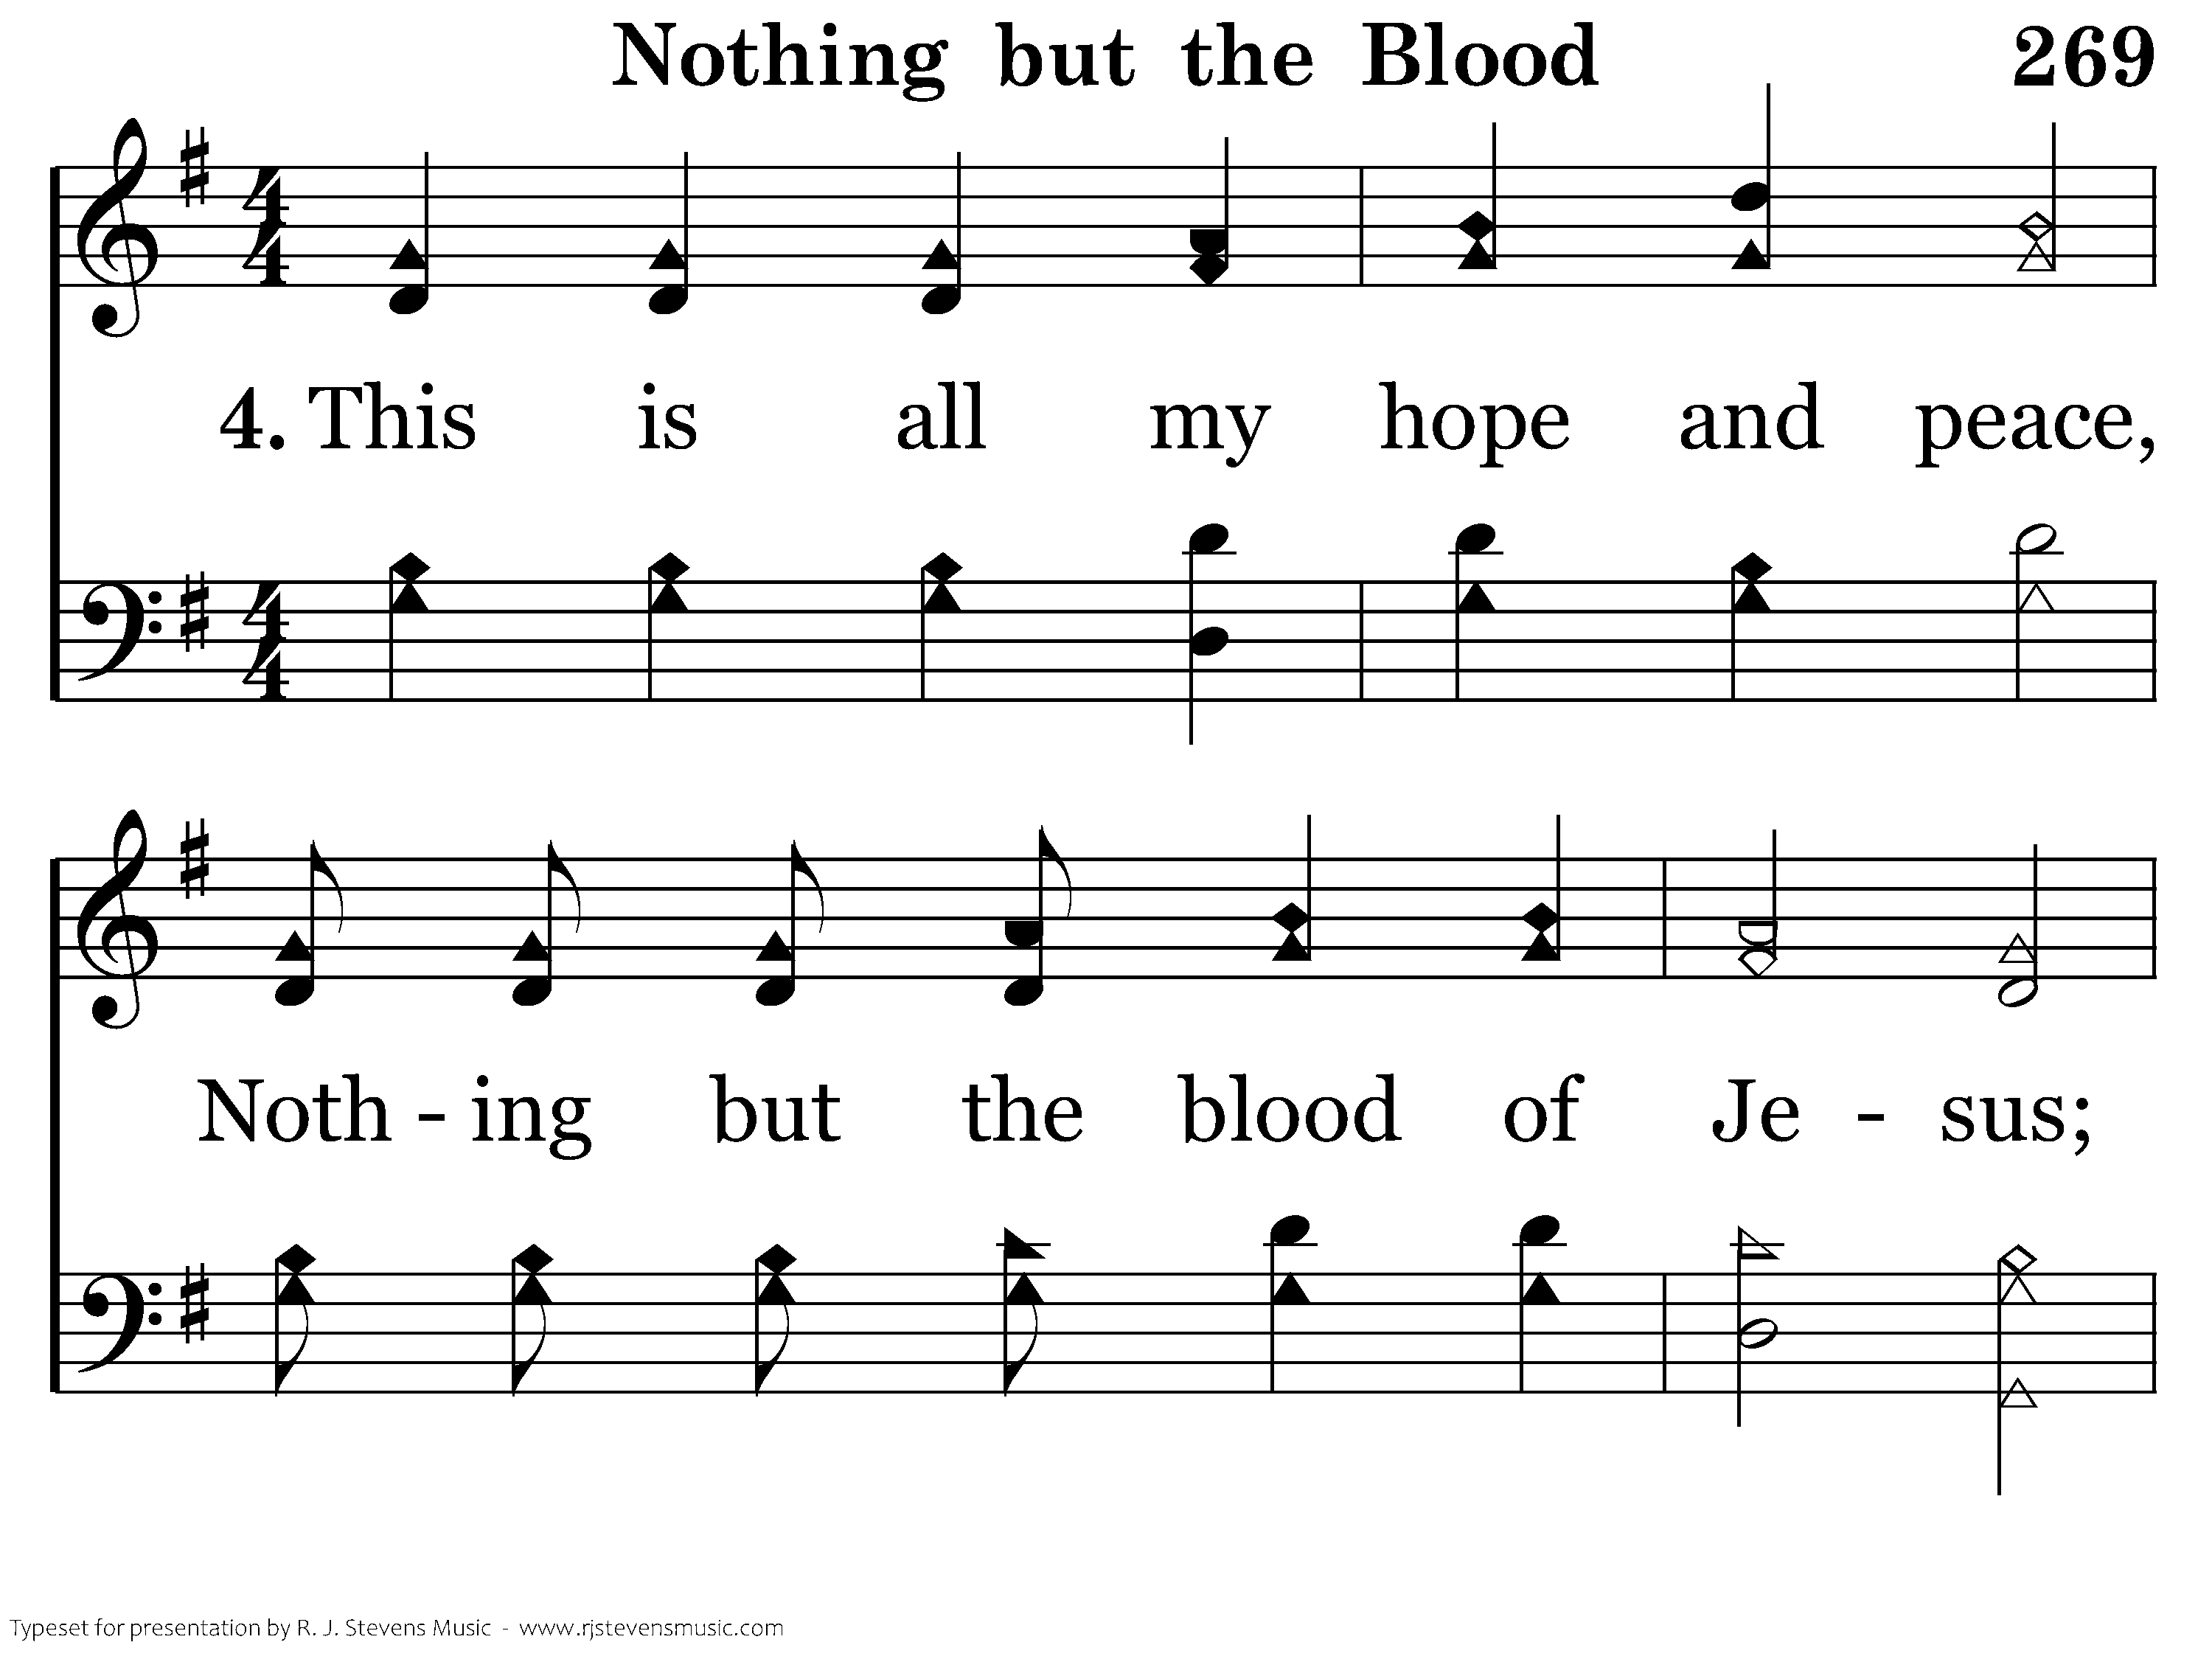 Nothing but the Blood 269
4. This is all my hope and peace,
Noth - ing but the blood of Je - sus;
Typeset for presentation by R. J. Stevens Music - www.rjstevensmusic.com